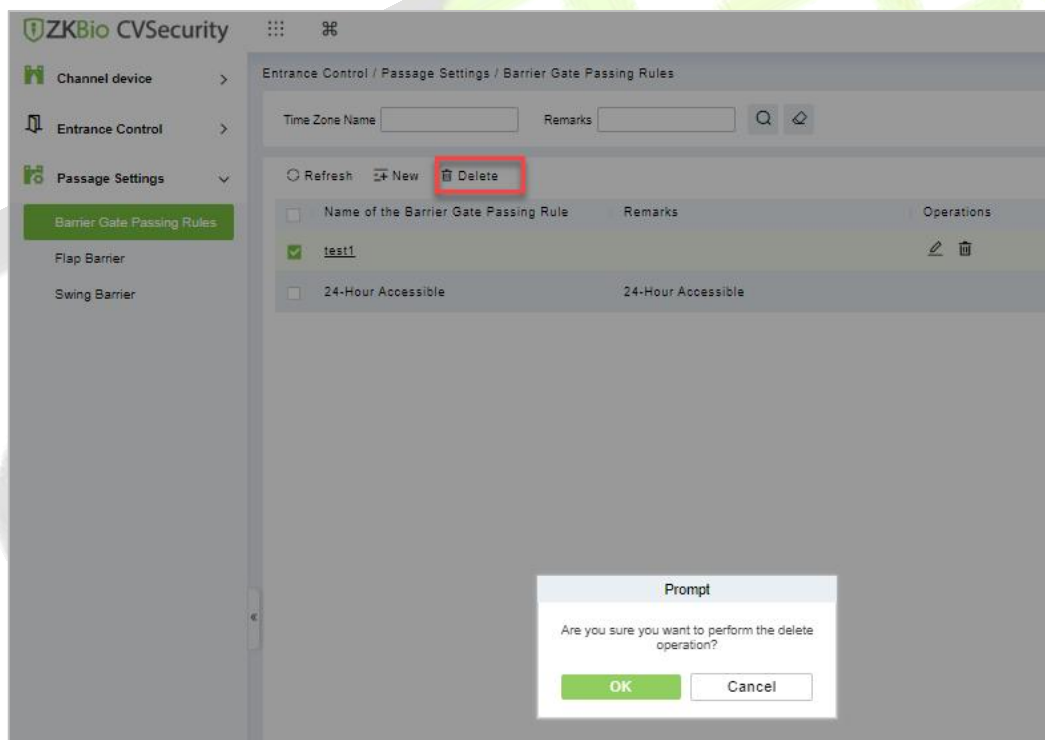 ZKBio CVSecurity
Channel device
Entrance Control
Passage Settings
Barrier Gate Passing Rules
Flap Barrier
Swing Barrier
Entrance Control / Passage Settings / Barrier Gate Passing Rules
Time Zone Name Remarks
Refresh New Delete
Name of the Barrier Gate Passing Rule Remarks Operations
test1
24-Hour Accessible 24-Hour Accessible
Prompt
Are you sure you want to perform the delete
operation?
OK Cancel